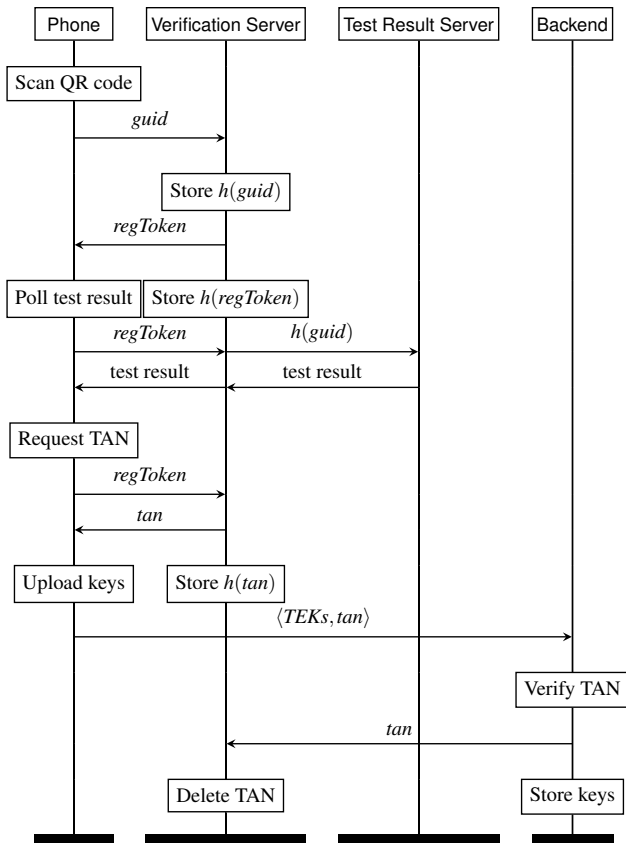 Phone
Verification Server
Test Result Server
Backend
Scan QR code
guid
Store h(guid)
regToken
Poll test result
Store h(regToken)
regToken
h(guid)
test result
test result
Request TAN
regToken
tan
Upload keys
Store h(tan)
⟨TEKs, tan⟩
Verify TAN
tan
Delete TAN
Store keys